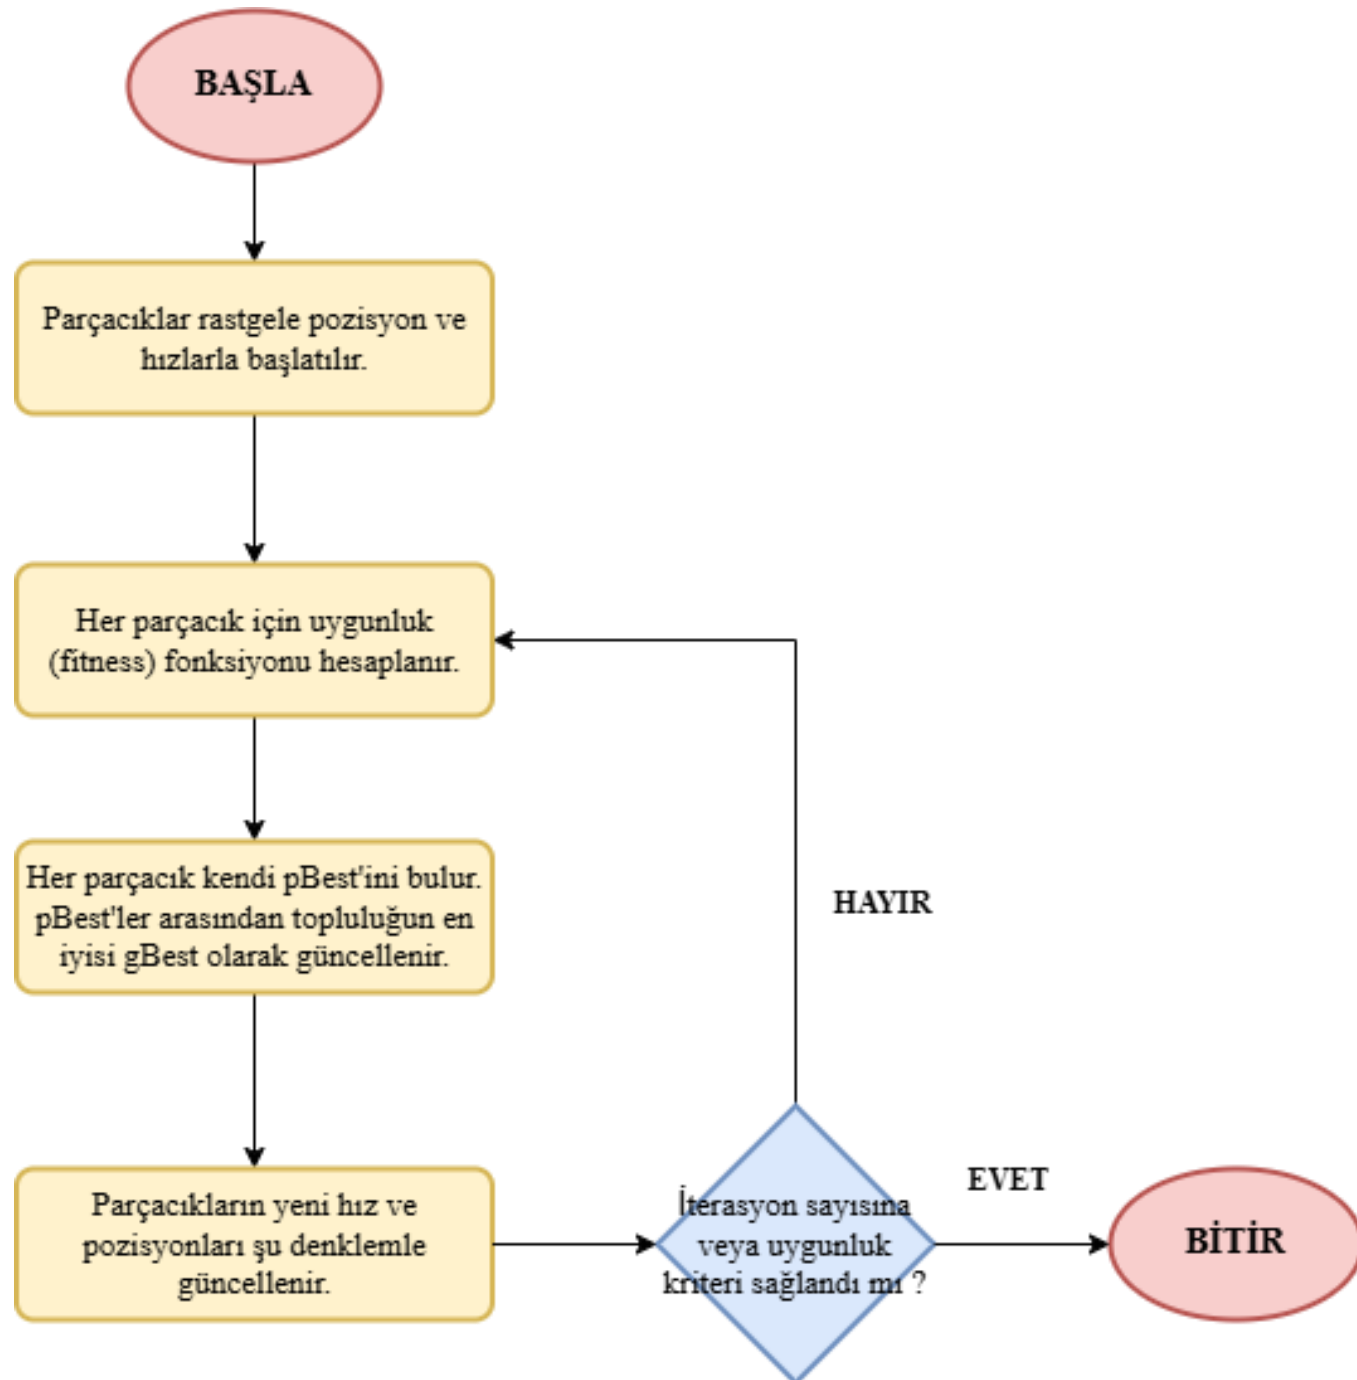 BAŞLA
Parçacıklar rastgele pozisyon ve
hızlarla başlatılır.
Her parçacık için uygunluk
(fitness) fonksiyonu hesaplanır.
Her parçacık kendi pBest'ini bulur.
pBest'ler arasından topluluğun en
iyisi gBest olarak güncellenir.
HAYIR
Parçacıkların yeni hız ve
pozisyonları şu denklemle
güncellenir.
İterasyon sayısına
veya uygunluk
kriteri sağlandı mı ?
EVET
BİTİR